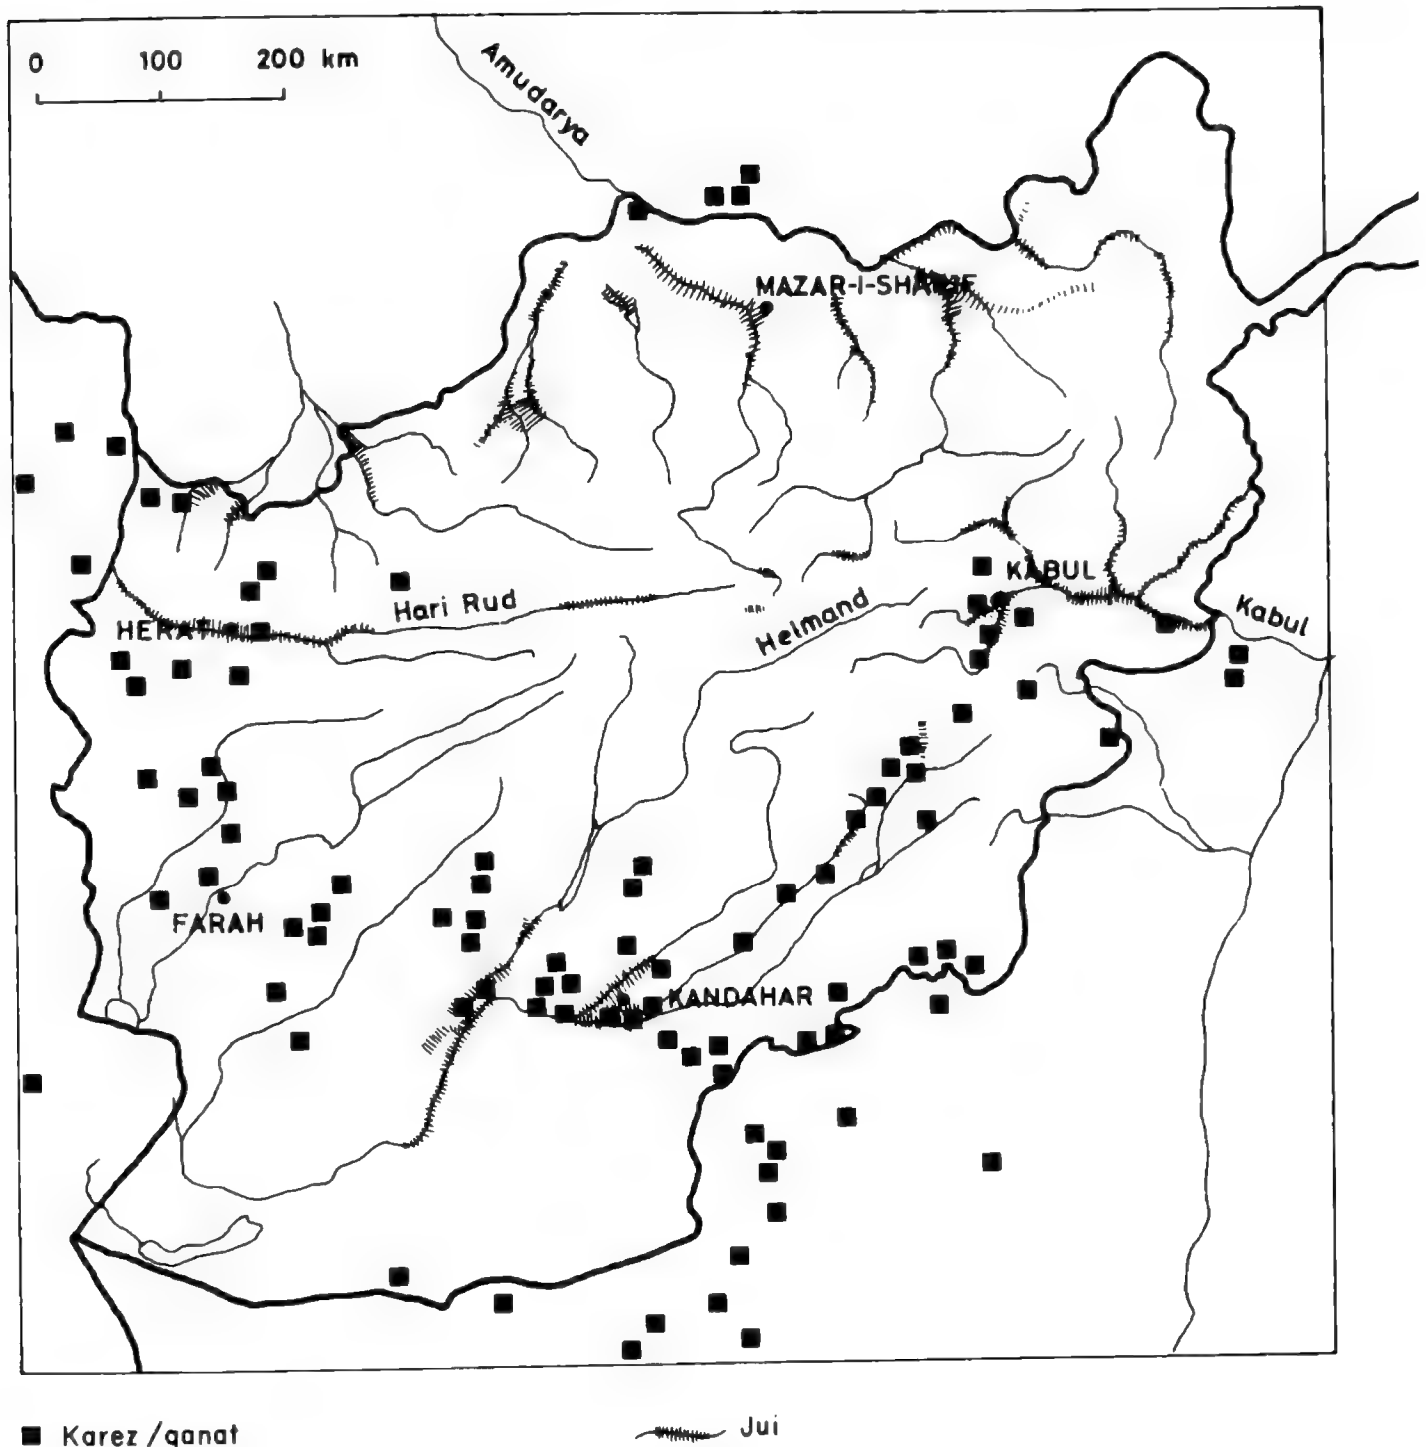 0 100 200 km
Amudarya
MAZAR-I-SHARIF
KABUL
Hari Rud
Helmand
Kabul
HERAT
FARAH
KANDAHAR
Karez/qanat
Jui